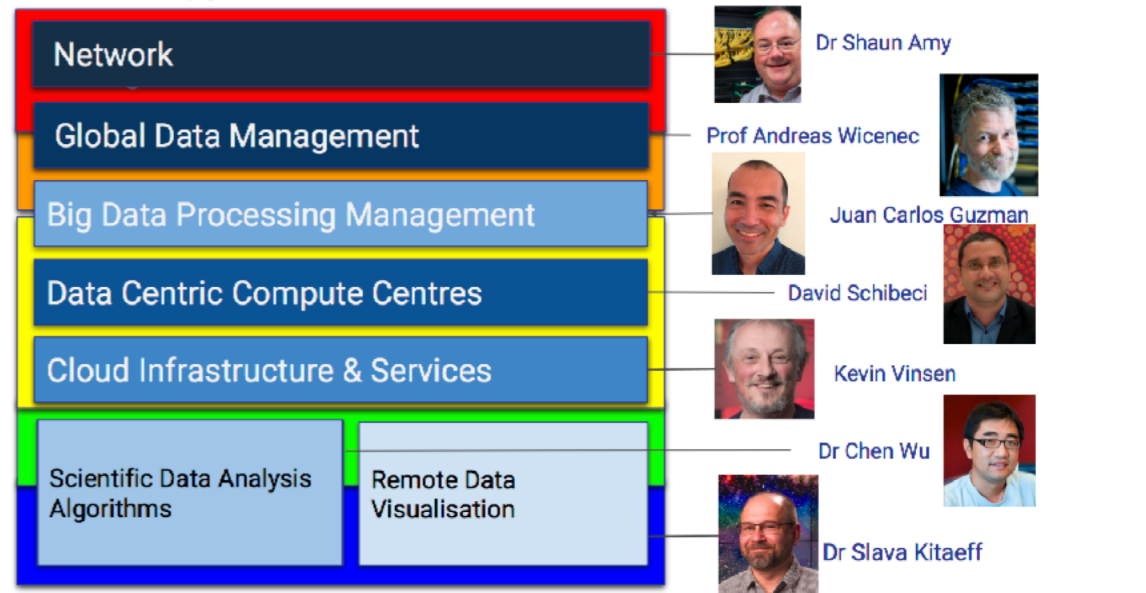 Network
Dr Shaun Amy
Global Data Management
Prof Andreas Wicenec
Big Data Processing Management
Juan Carlos Guzman
Data Centric Compute Centres
David Schibeci
Cloud Infrastructure & Services
Kevin Vinsen
Dr Chen Wu
Scientific Data Analysis
Algorithms
Remote Data
Visualisation
Dr Slava Kitaeff